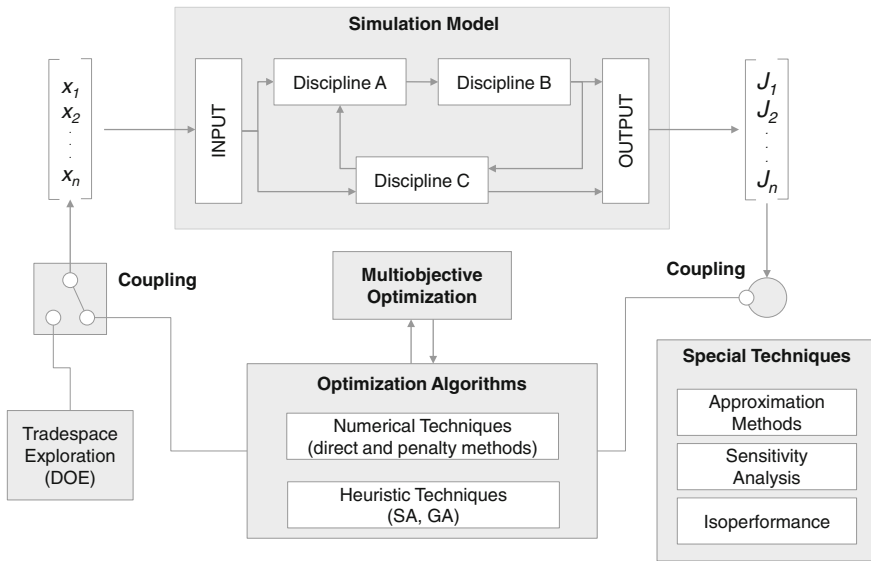 Simulation Model
x1
x2
.
.
.
xn
INPUT
Discipline A
Discipline B
Discipline C
OUTPUT
J1
J2
.
.
.
Jn
Coupling
Multiobjective
Optimization
Coupling
Optimization Algorithms
Numerical Techniques
(direct and penalty methods)
Heuristic Techniques
(SA, GA)
Tradespace
Exploration
(DOE)
Special Techniques
Approximation
Methods
Sensitivity
Analysis
Isoperformance